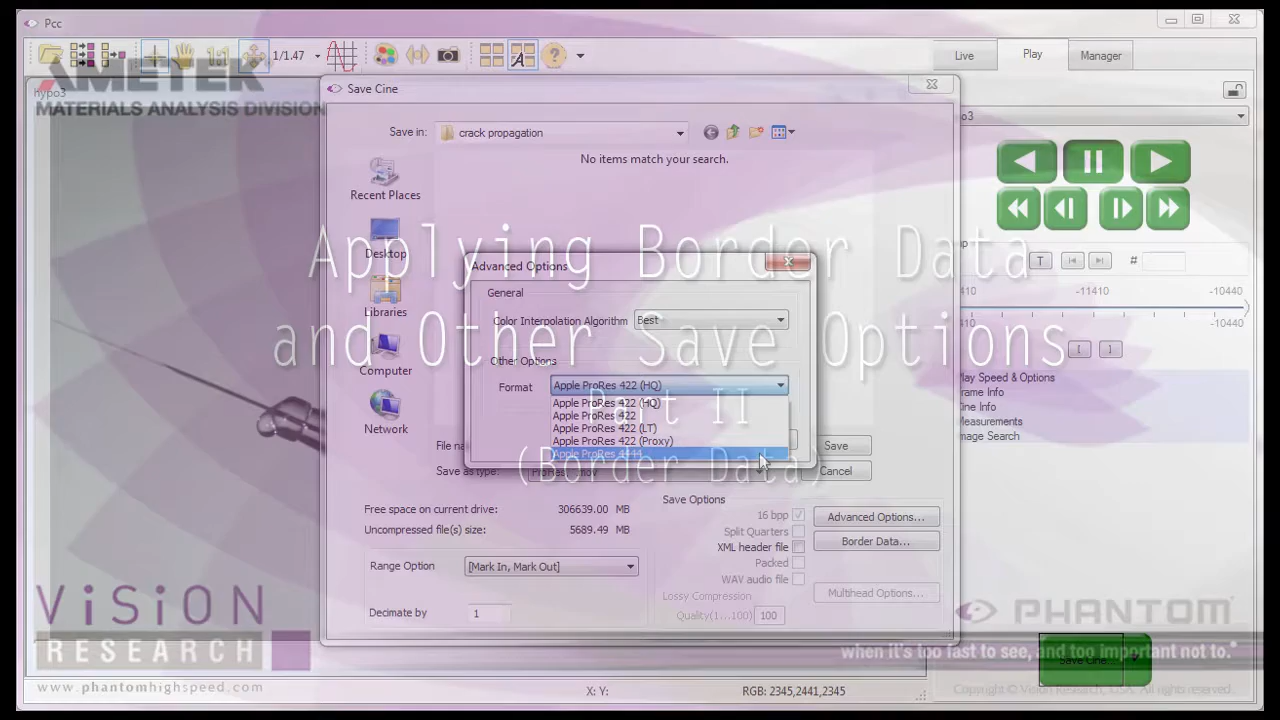 Pcc
1/1.47
A
?
Live
Play
Manager
AMETEK
MATERIALS ANALYSIS DIVISION
hypo3
Save Cine
Save in:
crack propagation
No items match your search.
Recent Places
Desktop
Libraries
Computer
Network
Applying Border Data
and Other Save Options
Part II
(Border Data)
Advanced Options
General
Color Interpolation Algorithm
Best
Other Options
Format
Apple ProRes 422 (HQ)
Apple ProRes 422 (HQ)
Apple ProRes 422
Apple ProRes 422 (LT)
Apple ProRes 422 (Proxy)
Apple ProRes 4444
Save
Save as type:
Cancel
Free space on current drive:
306639.00 MB
Uncompressed file(s) size:
5689.49 MB
Range Option
[Mark In, Mark Out]
Decimate by
1
Save Options
16 bpp
Split Quarters
XML header file
Packed
WAV audio file
Lossy Compression
Quality(1...100)
100
Advanced Options...
Border Data...
Multihead Options...
T
#
-11410
-10440
-10440
[
]
Play Speed & Options
Frame Info
Cine Info
Measurements
Image Search
ViSiON
RESEARCH
www.phantomhighspeed.com
PHANTOM
when it's too fast to see, and too important not to.®
Save Cine...
Copyright © Vision Research, USA. All rights reserved.
X: Y:
RGB: 2345,2441,2345